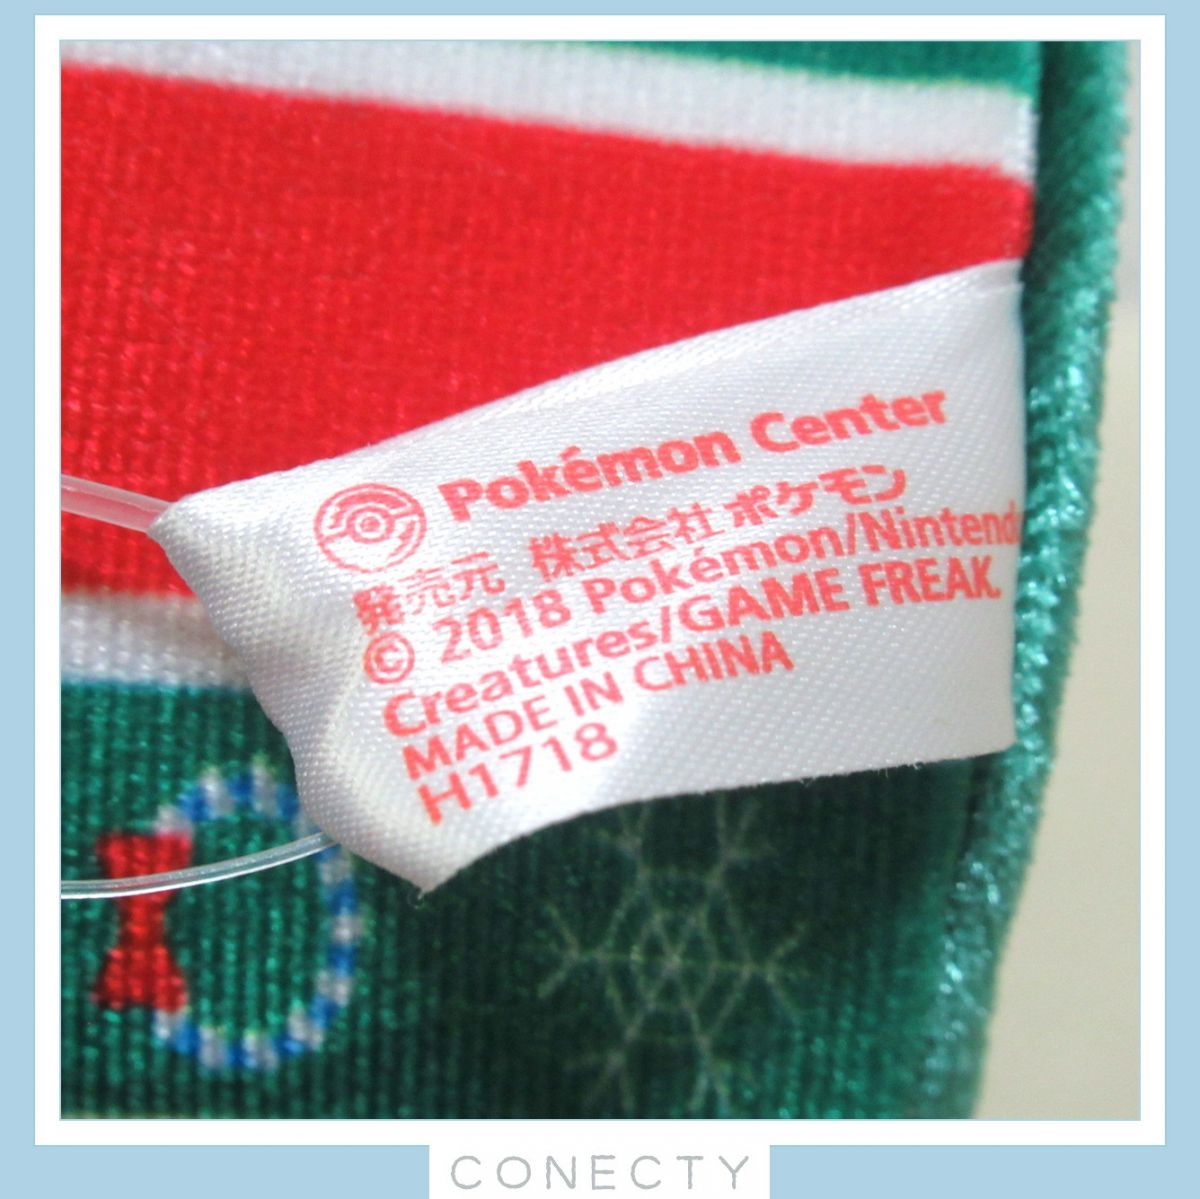 Pokémon Center
発売元 株式会社ポケモン
© 2018 Pokémon/Nintendo
Creatures/GAME FREAK.
MADE IN CHINA
H1718
CONECTY